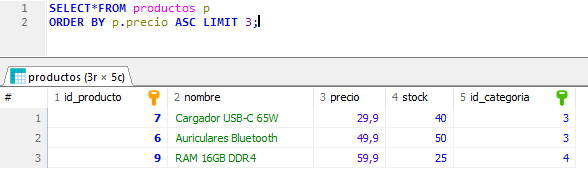 1 SELECT*FROM productos p
2 ORDER BY p.precio ASC LIMIT 3;
productos (3r × 5c)
# 1 id_producto 2 nombre 3 precio 4 stock 5 id_categoria
1 7 Cargador USB-C 65W 29,9 40 3
2 6 Auriculares Bluetooth 49,9 50 3
3 9 RAM 16GB DDR4 59,9 25 4